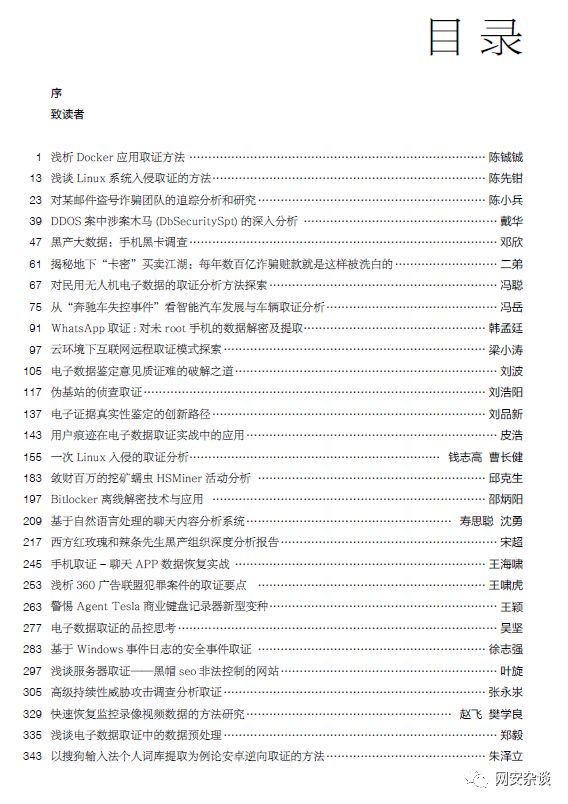 目录
序
致读者
1 浅析 Docker 应用取证方法 …… 陈铖铖
13 浅谈 Linux 系统入侵取证的方法 …… 陈先钳
23 对某邮件盗号诈骗团队的追踪分析和研究 …… 陈小兵
39 DDOS 案中涉案木马 (DbSecuritySpt) 的深入分析 …… 戴华
47 黑产大数据：手机黑卡调查 …… 邓欣
61 揭秘地下“卡密”买卖江湖：每年数百亿诈骗赃款就是这样被洗白的 …… 二弟
67 对民用无人机电子数据的取证分析方法探索 …… 冯聪
75 从“奔驰车失控事件”看智能汽车发展与车辆取证分析 …… 冯岳
91 WhatsApp 取证 : 对未 root 手机的数据解密及提取 …… 韩孟廷
97 云环境下互联网远程取证模式探索 …… 梁小涛
105 电子数据鉴定意见质证难的破解之道 …… 刘波
117 伪基站的侦查取证 …… 刘浩阳
137 电子证据真实性鉴定的创新路径 …… 刘品新
143 用户痕迹在电子数据取证实战中的应用 …… 皮浩
155 一次 Linux 入侵的取证分析 …… 钱志高 曹长健
183 敛财百万的挖矿蠕虫 HSMiner 活动分析 …… 邱克生
197 Bitlocker 离线解密技术与应用 …… 邵炳阳
209 基于自然语言处理的聊天内容分析系统 …… 寿思聪 沈勇
217 西方红玫瑰和辣条先生黑产组织深度分析报告 …… 宋超
245 手机取证 – 聊天 APP 数据恢复实战 …… 王海啸
253 浅析 360 广告联盟犯罪案件的取证要点 …… 王啸虎
263 警惕 Agent Tesla 商业键盘记录器新型变种 …… 王颖
277 电子数据取证的品控思考 …… 吴坚
283 基于 Windows 事件日志的安全事件取证 …… 徐志强
297 浅谈服务器取证——黑帽 seo 非法控制的网站 …… 叶旋
305 高级持续性威胁攻击调查分析取证 …… 张永浨
329 快速恢复监控录像视频数据的方法研究 …… 赵飞 樊学良
335 浅谈电子数据取证中的数据预处理 …… 郑毅
343 以搜狗输入法个人词库提取为例论安卓逆向取证的方法 …… 朱泽立
网安杂谈